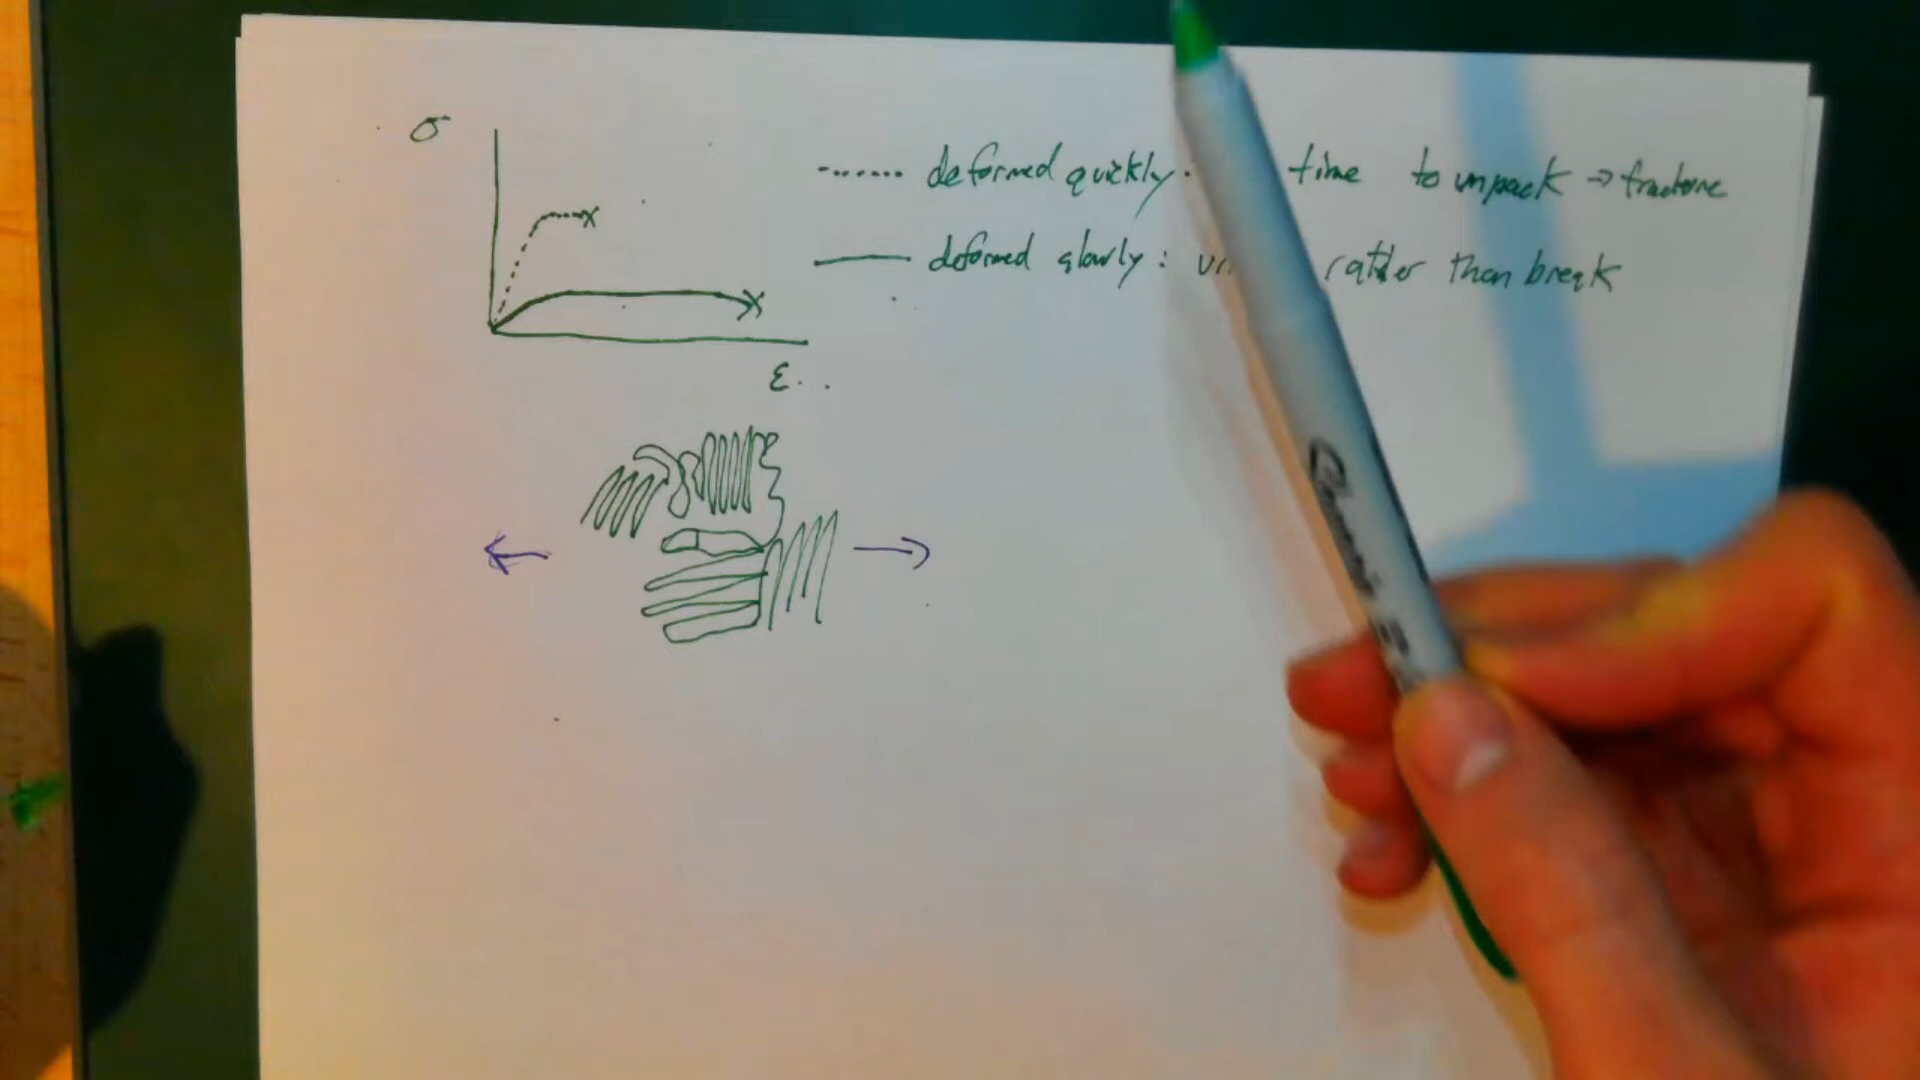 σ
deformed quickly. time to unpack → fracture
deformed slowly: rather than break
x
x
ε